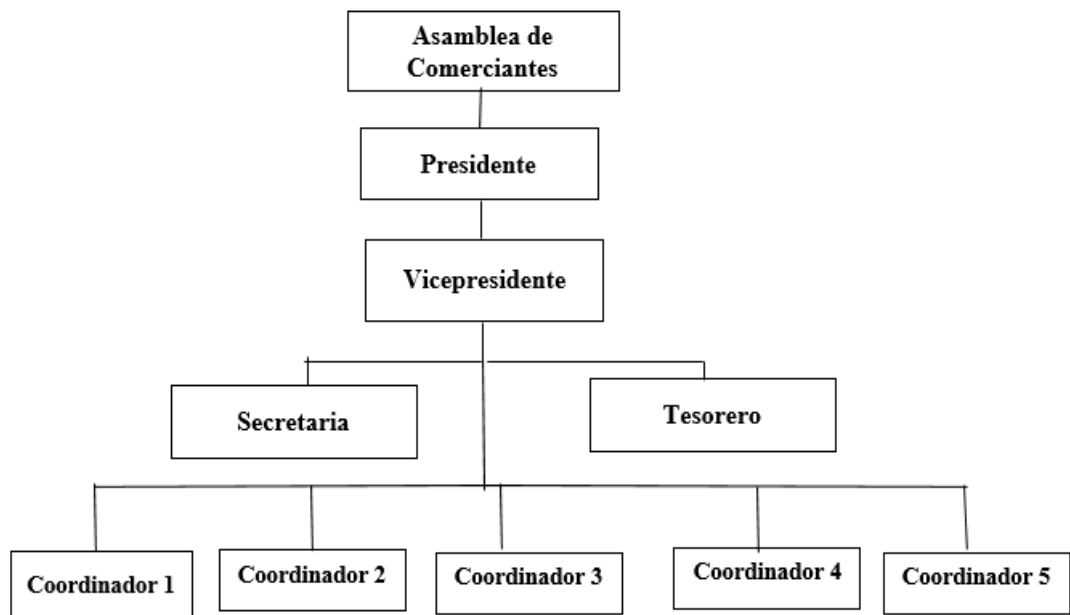 Asamblea de
Comerciantes
Presidente
Vicepresidente
Secretaria
Tesorero
Coordinador 1
Coordinador 2
Coordinador 3
Coordinador 4
Coordinador 5